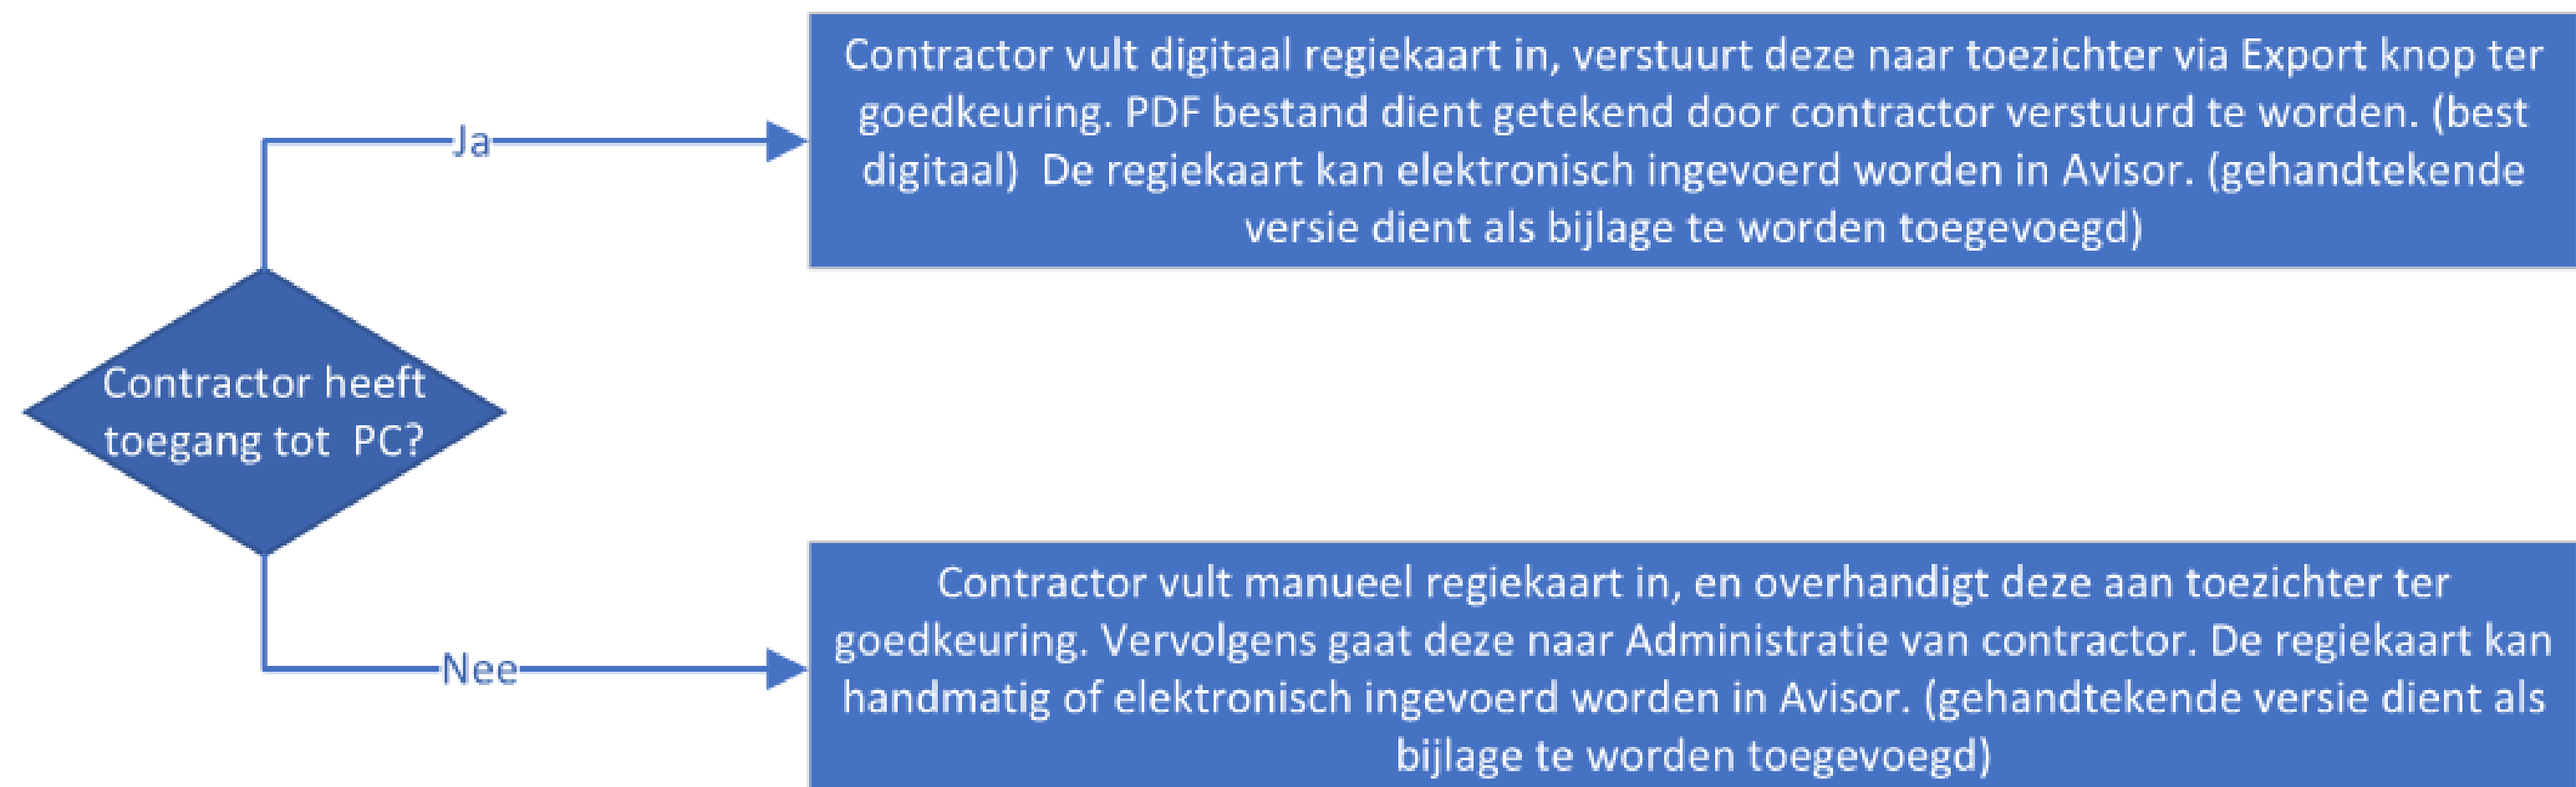 Contractor vult digitaal regiekaart in, verstuurt deze naar toezichter via Export knop ter
goedkeuring. PDF bestand dient getekend door contractor verstuurd te worden. (best
digitaal)  De regiekaart kan elektronisch ingevoerd worden in Avisor. (gehandtekende
versie dient als bijlage te worden toegevoegd)
Ja
Contractor heeft
toegang tot  PC?
Nee
Contractor vult manueel regiekaart in, en overhandigt deze aan toezichter ter
goedkeuring. Vervolgens gaat deze naar Administratie van contractor. De regiekaart kan
handmatig of elektronisch ingevoerd worden in Avisor. (gehandtekende versie dient als
bijlage te worden toegevoegd)